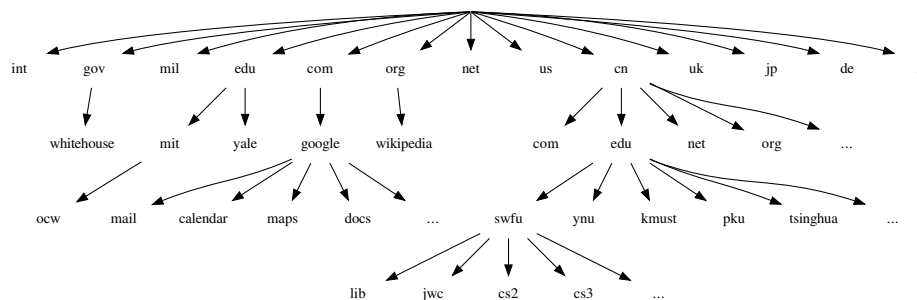 int gov mil edu com org net us cn uk jp de
whitehouse mit yale google wikipedia com edu net org ...
ocw mail calendar maps docs ... swfu ynu kmust pku tsinghua ...
lib jwc cs2 cs3 ...